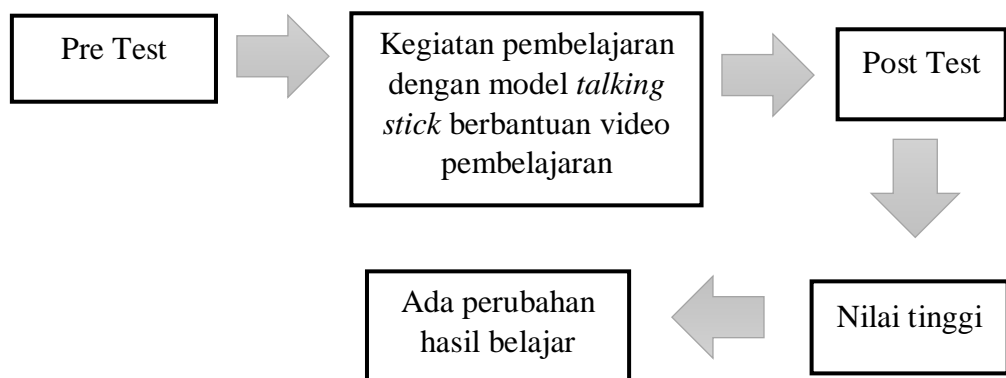 Pre Test
Kegiatan pembelajaran
dengan model talking
stick berbantuan video
pembelajaran
Post Test
Nilai tinggi
Ada perubahan
hasil belajar